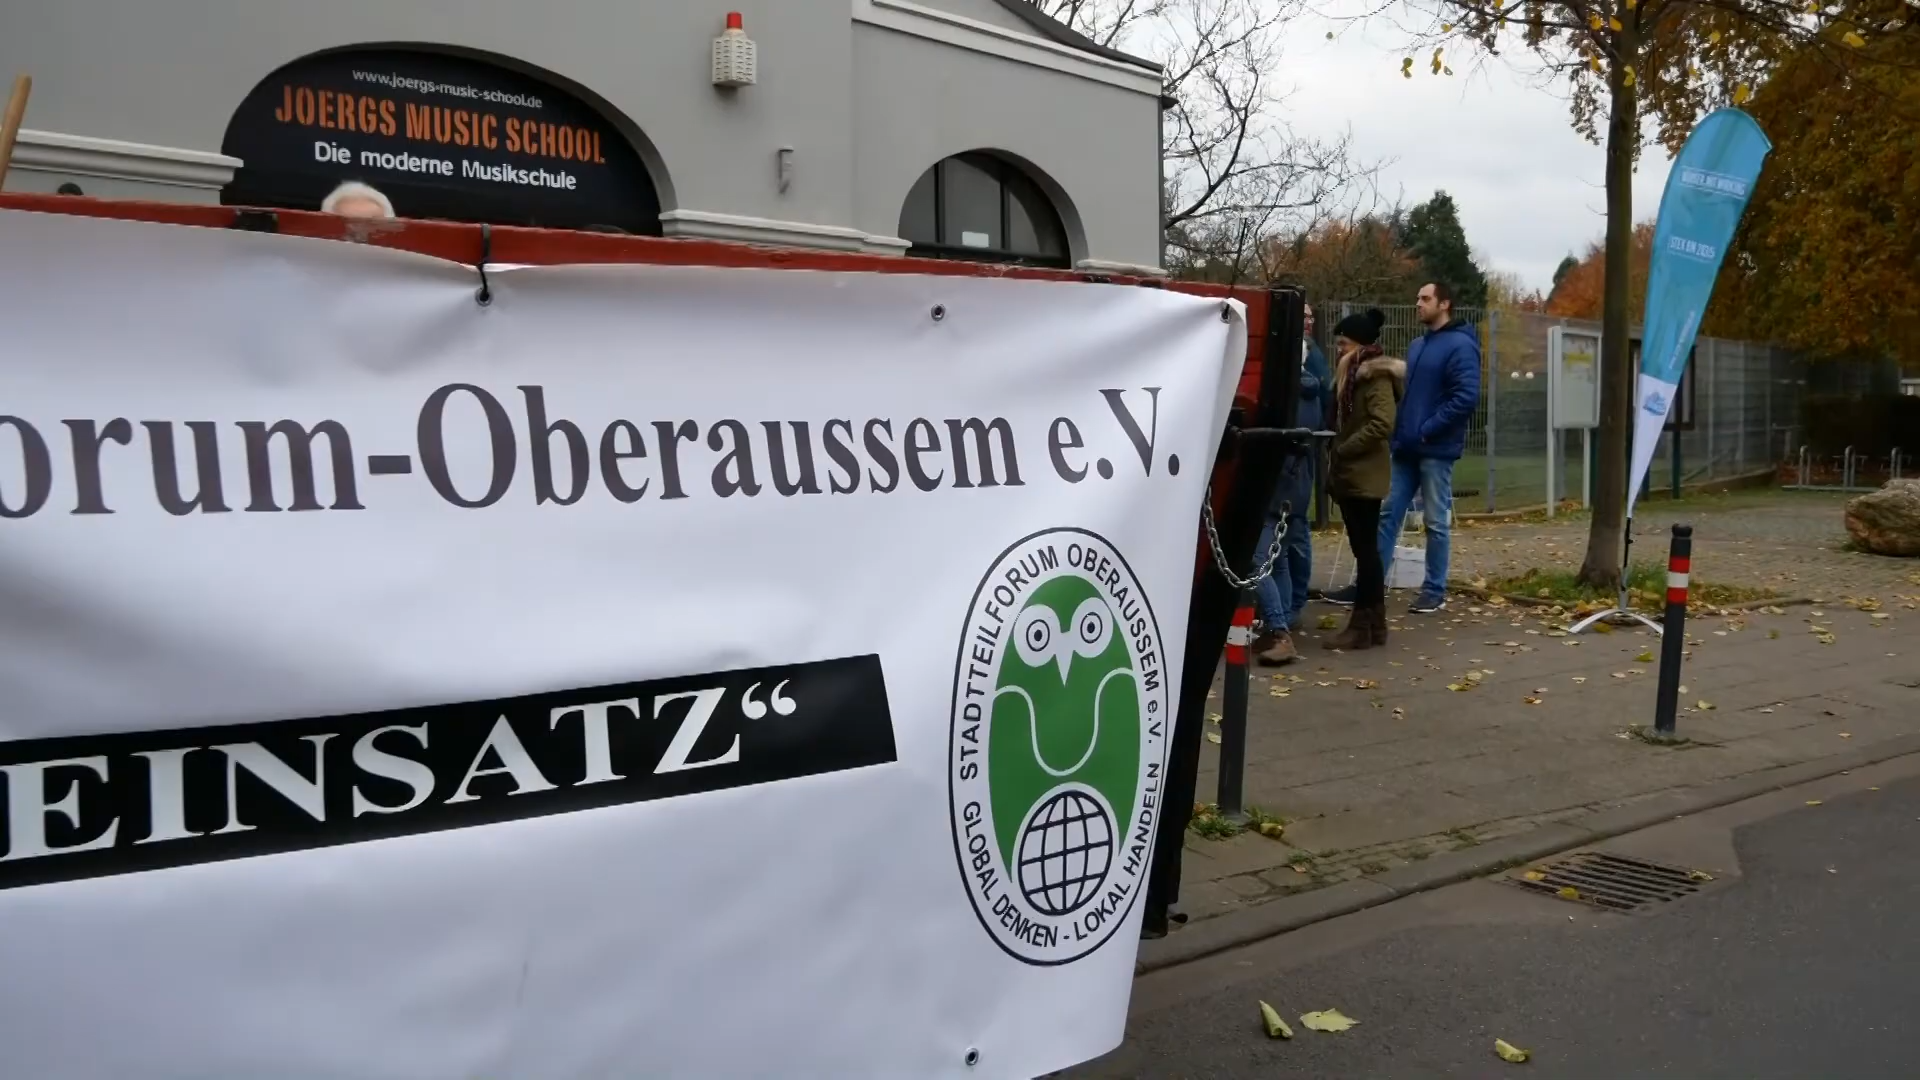 www.joergs-music-school.de
JOERGS MUSIC SCHOOL
Die moderne Musikschule
orum-Oberaussem e.V.
EINSATZ“
STADTTEILFORUM OBERAUSSEM e.V.
GLOBAL DENKEN - LOKAL HANDELN